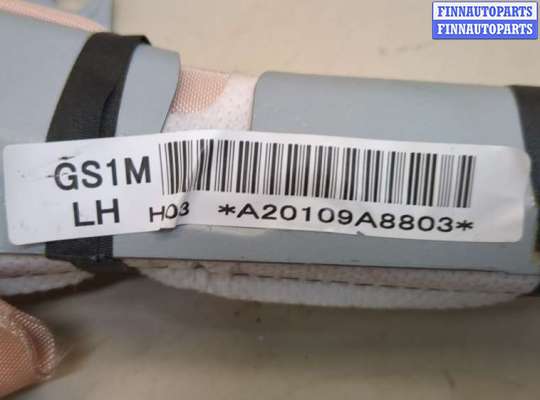 FINNAUTOPARTS
FINNAUTOPARTS
GS1M
LH H03 *A20109A8803*